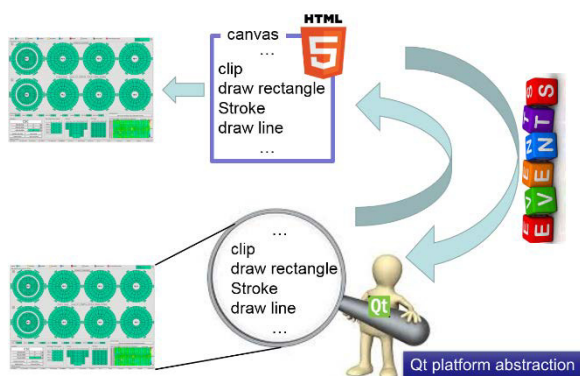 HTML
5
canvas
...
clip
draw rectangle
Stroke
draw line
...
EVENTS
...
clip
draw rectangle
Stroke
draw line
...
Qt
Qt platform abstraction